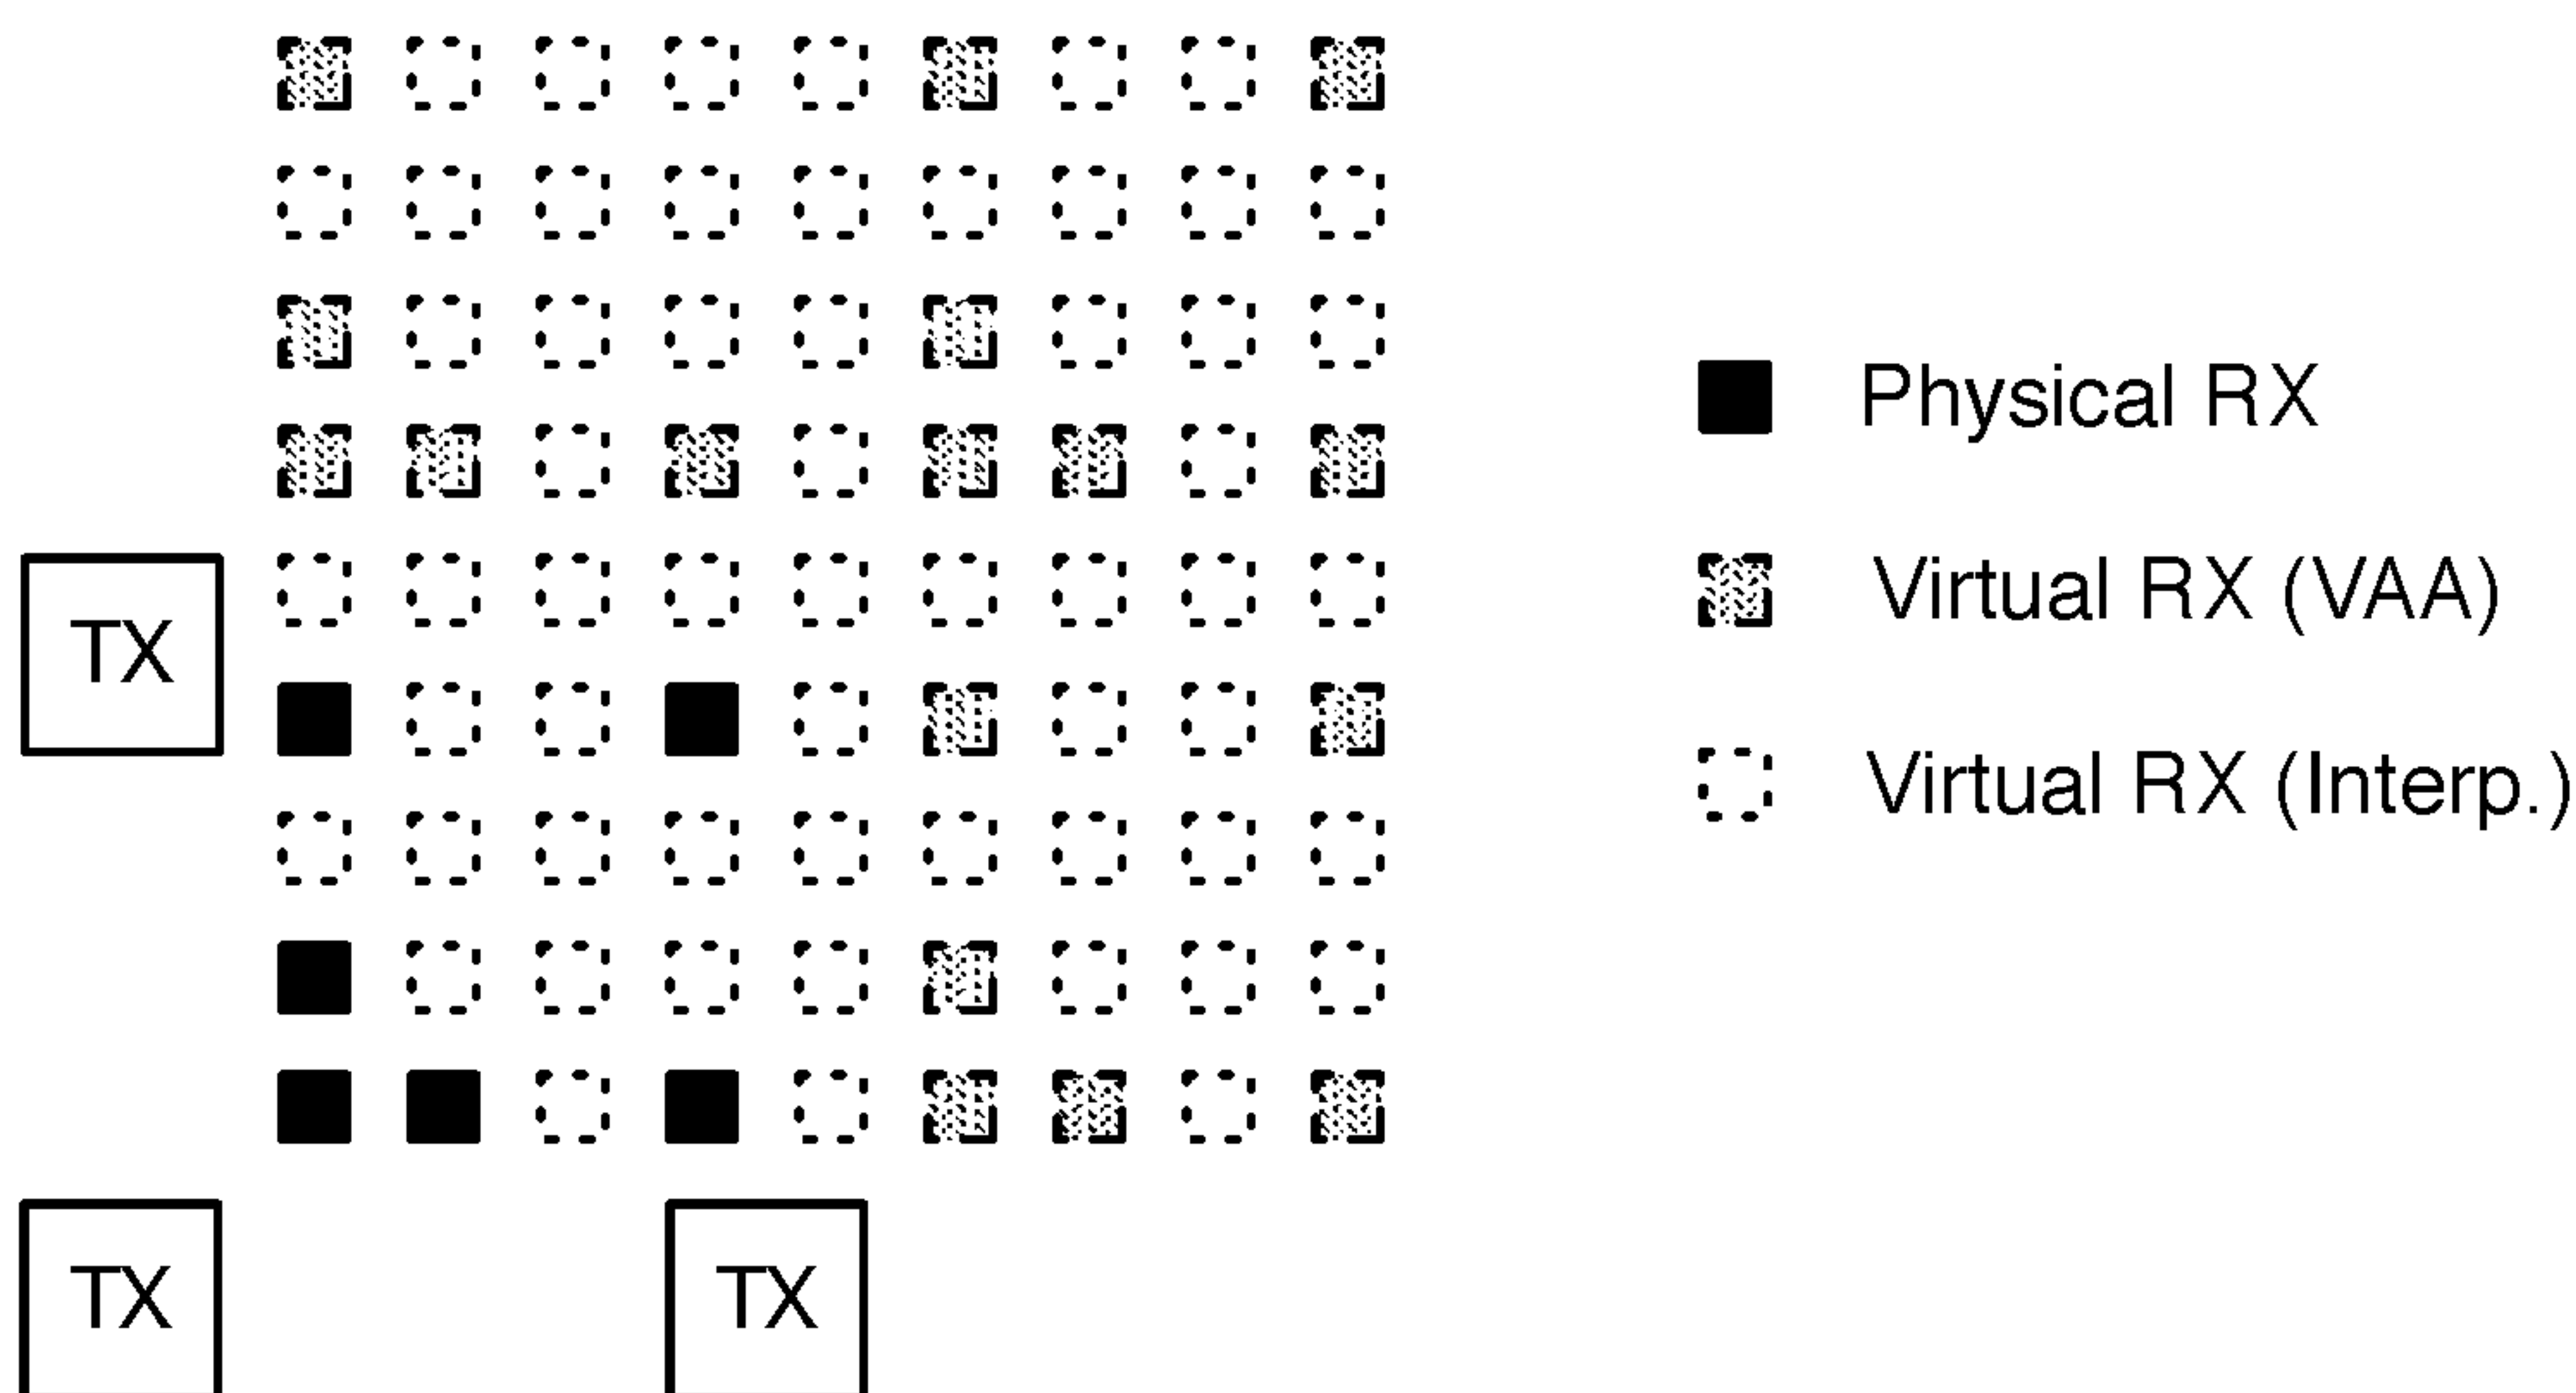 Physical RX
Virtual RX (VAA)
TX
Virtual RX (Interp.)
TX
TX